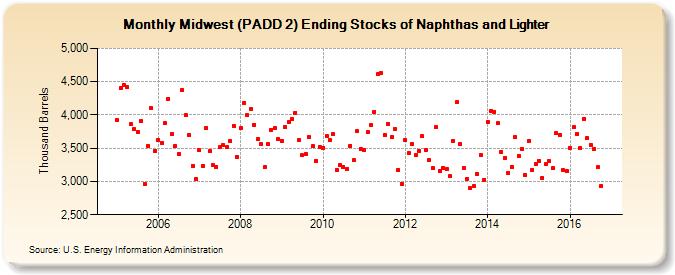 Monthly Midwest (PADD 2) Ending Stocks of Naphthas and Lighter
Thousand Barrels
5,000
4,500
4,000
3,500
3,000
2,500
2006 2008 2010 2012 2014 2016
Source: U.S. Energy Information Administration